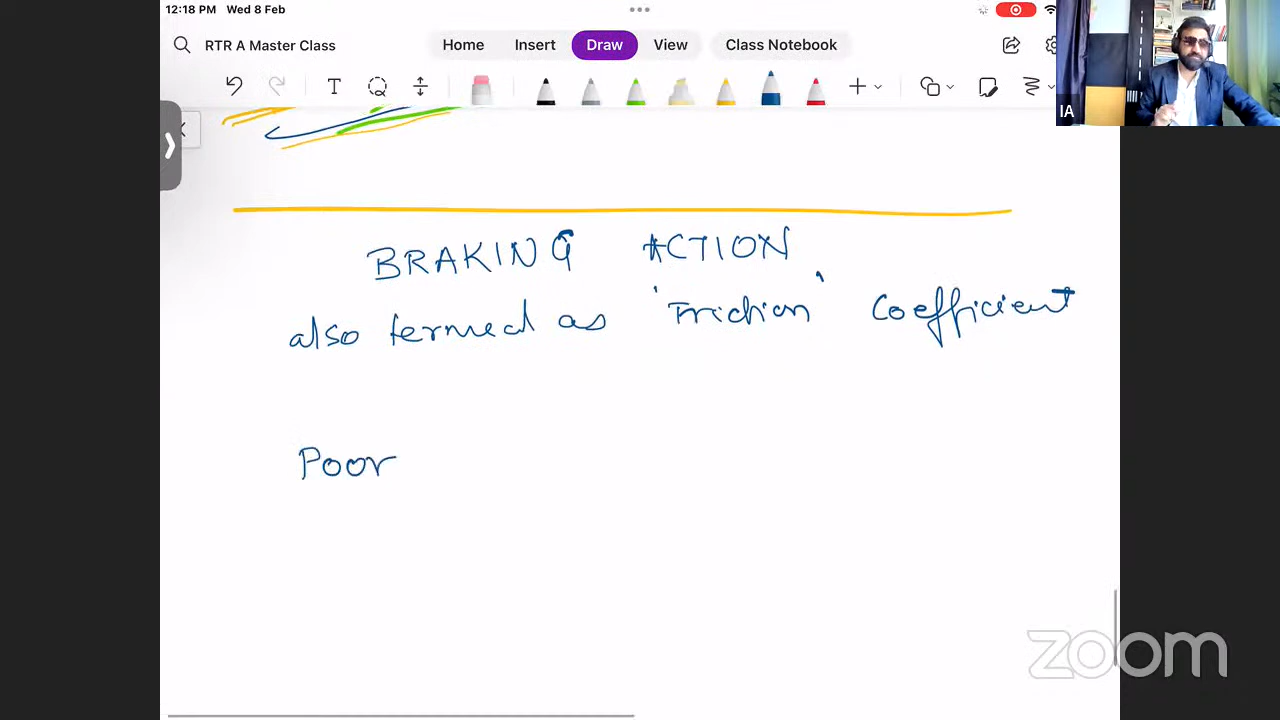 12:18 PM Wed 8 Feb
RTR A Master Class
Home Insert Draw View Class Notebook
IA
BRAKING ACTION
also termed as 'Friction' Coefficient
Poor
zoom